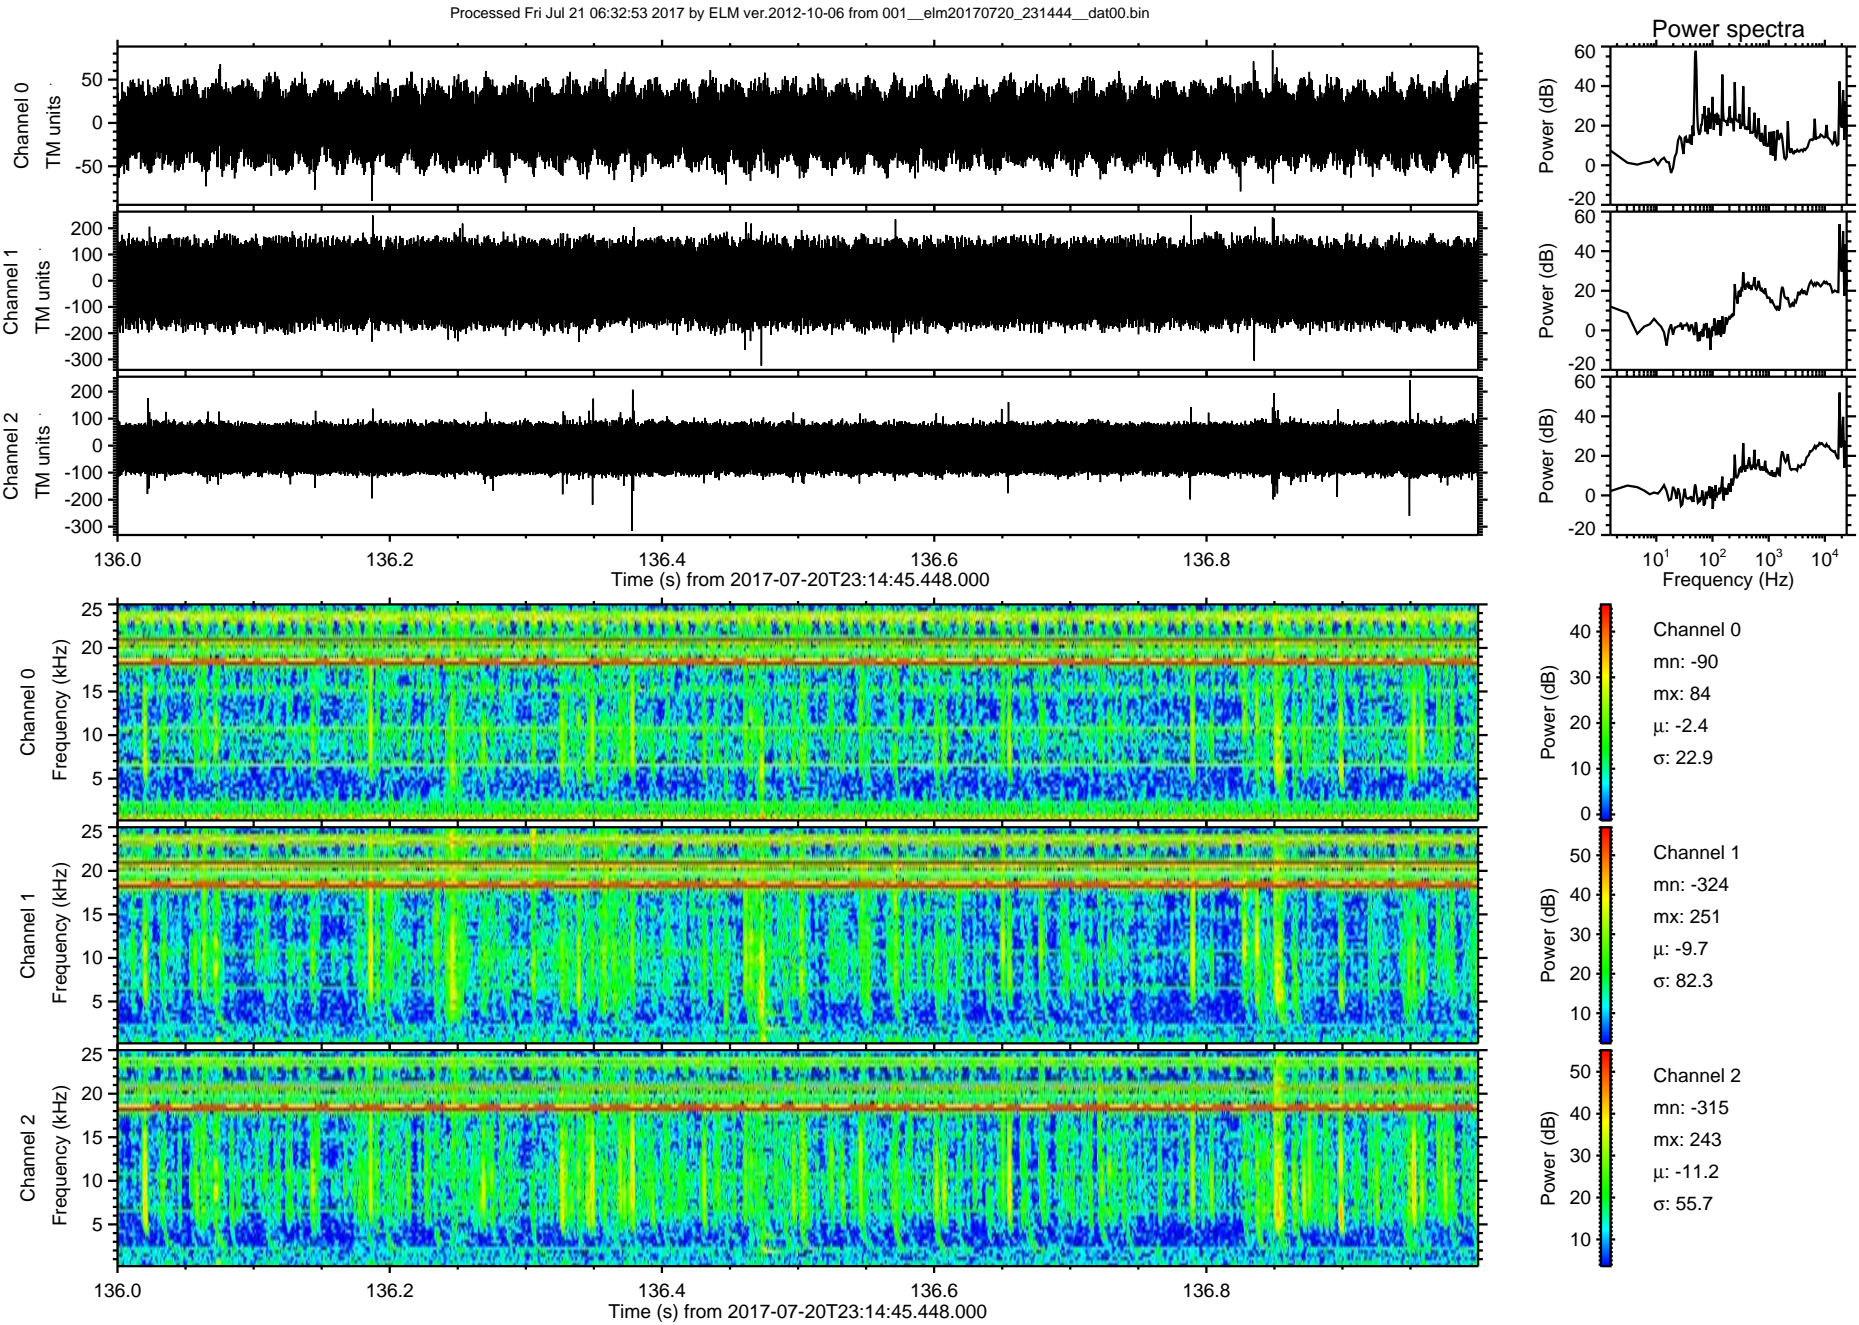 Processed Fri Jul 21 06:32:53 2017 by ELM ver.2012-10-06 from 001__elm20170720_231444__dat00.bin
Power spectra
Channel 0
TM units
50
0
-50
Power (dB)
60
40
20
0
-20
Channel 1
TM units
200
100
0
-100
-200
-300
Power (dB)
60
40
20
0
-20
Channel 2
TM units
200
100
0
-100
-200
-300
Power (dB)
60
40
20
0
-20
136.0 136.2 136.4 136.6 136.8
Time (s) from 2017-07-20T23:14:45.448.000
10¹ 10² 10³ 10⁴
Frequency (Hz)
Channel 0
Frequency (kHz)
25
20
15
10
5
Power (dB)
40
30
20
10
0
Channel 0
mn: -90
mx: 84
μ: -2.4
σ: 22.9
Channel 1
Frequency (kHz)
25
20
15
10
5
Power (dB)
50
40
30
20
10
Channel 1
mn: -324
mx: 251
μ: -9.7
σ: 82.3
Channel 2
Frequency (kHz)
25
20
15
10
5
Power (dB)
50
40
30
20
10
Channel 2
mn: -315
mx: 243
μ: -11.2
σ: 55.7
136.0 136.2 136.4 136.6 136.8
Time (s) from 2017-07-20T23:14:45.448.000